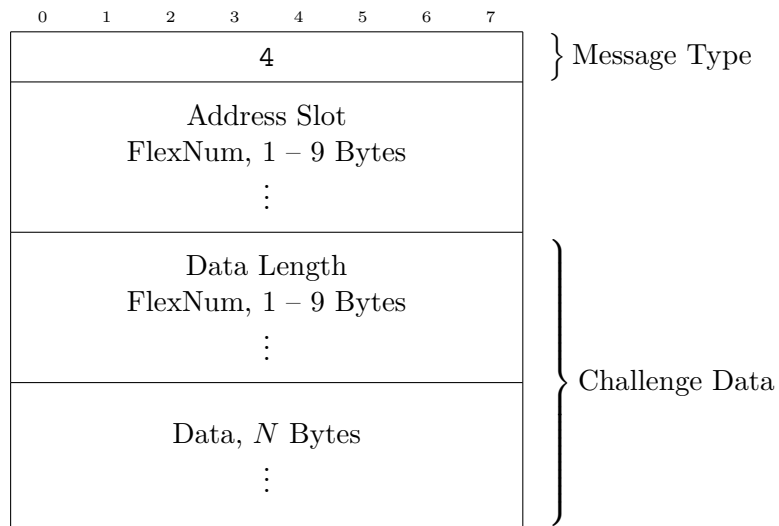 0 1 2 3 4 5 6 7
4
Message Type
Address Slot
FlexNum, 1 – 9 Bytes
⋮
Data Length
FlexNum, 1 – 9 Bytes
⋮
Challenge Data
Data, N Bytes
⋮